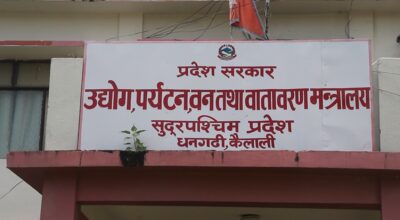 प्रदेश सरकार
उद्योग, पर्यटन, वन तथा वातावरण मन्त्रालय
सुदूरपश्चिम प्रदेश
धनगढी, कैलाली